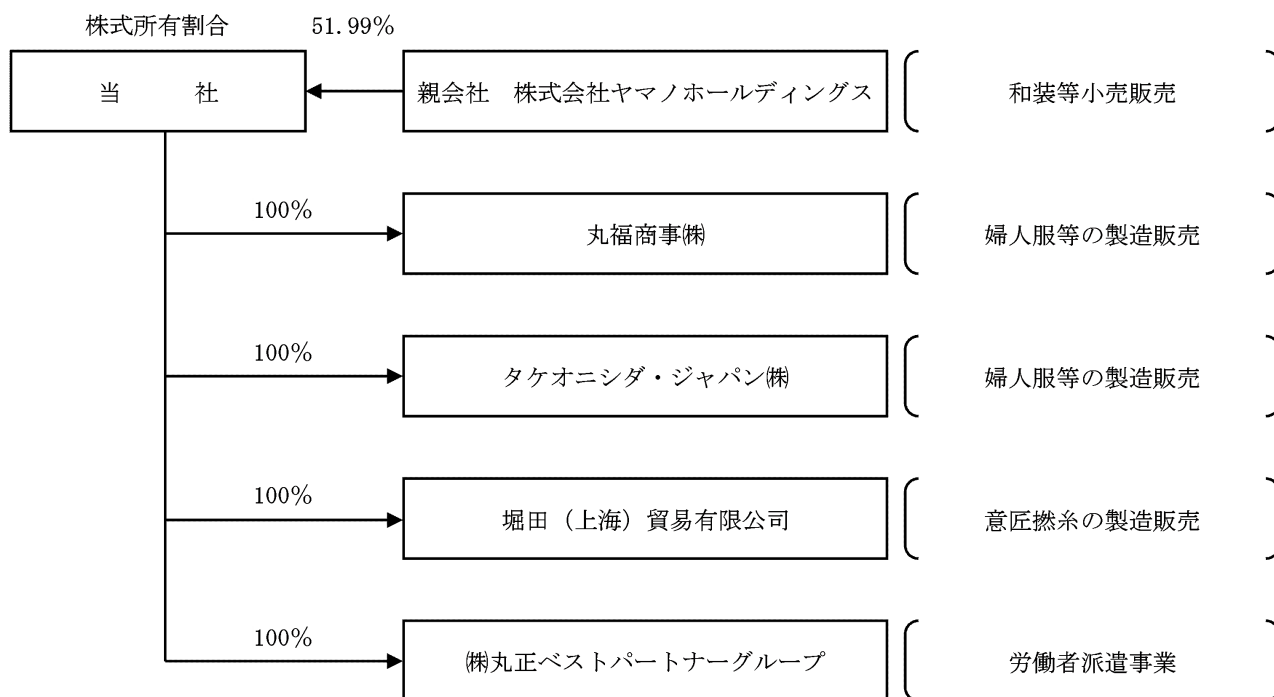 株式所有割合 51.99%
当 社
親会社 株式会社ヤマノホールディングス
和装等小売販売
100%
丸福商事㈱
婦人服等の製造販売
100%
タケオニシダ・ジャパン㈱
婦人服等の製造販売
100%
堀田（上海）貿易有限公司
意匠撚糸の製造販売
100%
㈱丸正ベストパートナーグループ
労働者派遣事業